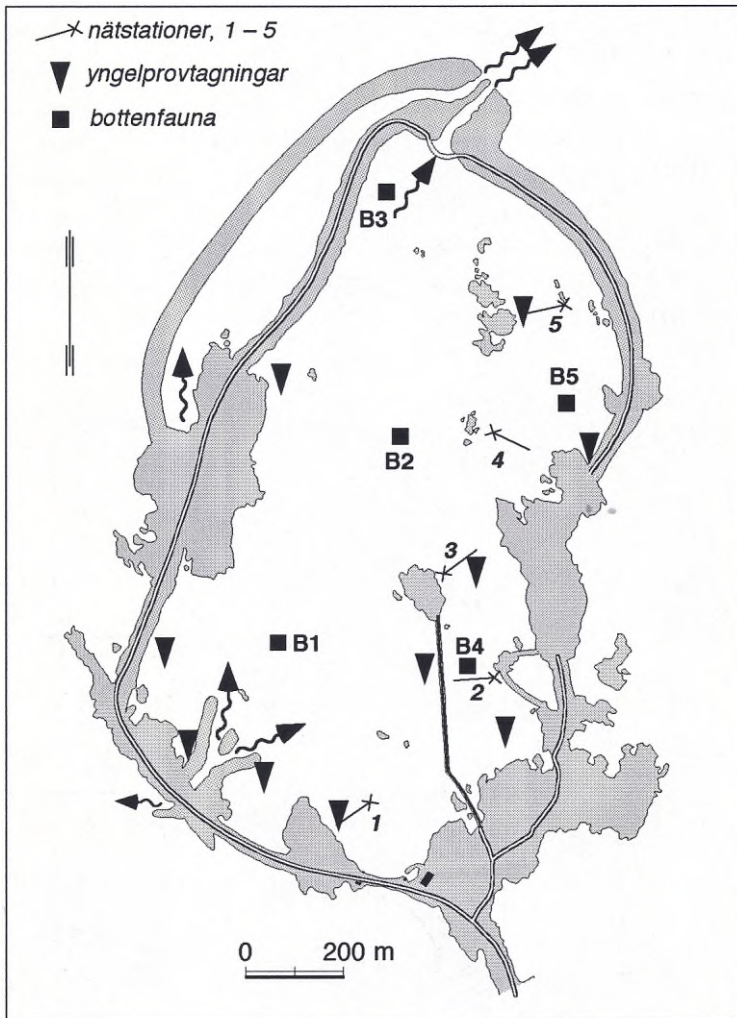 nätstationer, 1 – 5
yngelprovtagningar
bottenfauna
B3
5
B5
B2
4
3
B1
B4
2
1
0 200 m